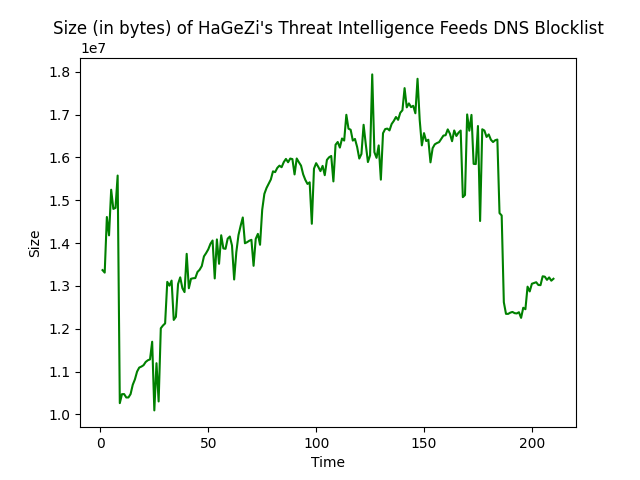 Size (in bytes) of HaGeZi's Threat Intelligence Feeds DNS Blocklist
1e7
1.8
1.7
1.6
1.5
1.4
1.3
1.2
1.1
1.0
Size
0 50 100 150 200
Time